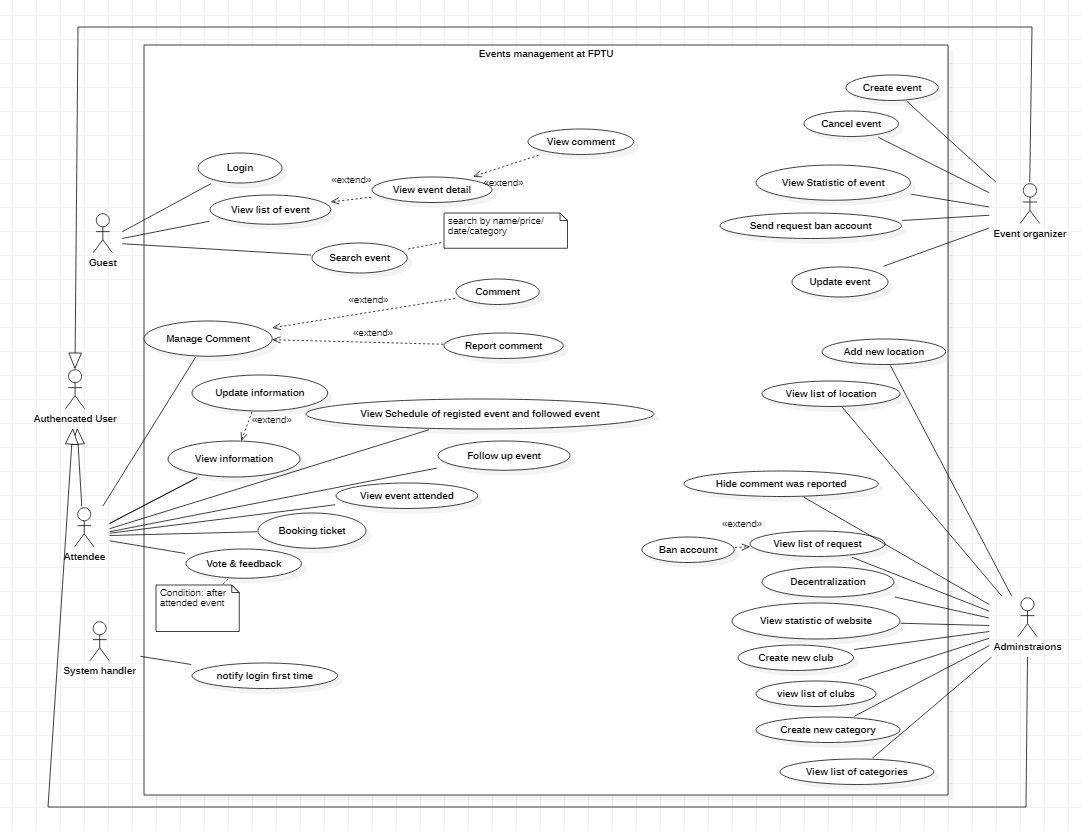 Events management at FPTU
Create event
Cancel event
View comment
Login
«extend»
View event detail
«extend»
View Statistic of event
View list of event
search by name/price/
date/category
Send request ban account
Event organizer
Guest
Search event
Update event
«extend»
Comment
«extend»
Manage Comment
Report comment
Add new location
Update information
View list of location
Authencated User
«extend»
View Schedule of registed event and followed event
View information
Follow up event
Hide comment was reported
View event attended
«extend»
Booking ticket
View list of request
Ban account
Attendee
Vote & feedback
Decentralization
Condition: after
attended event
View statistic of website
Adminstraions
System handler
Create new club
notify login first time
view list of clubs
Create new category
View list of categories